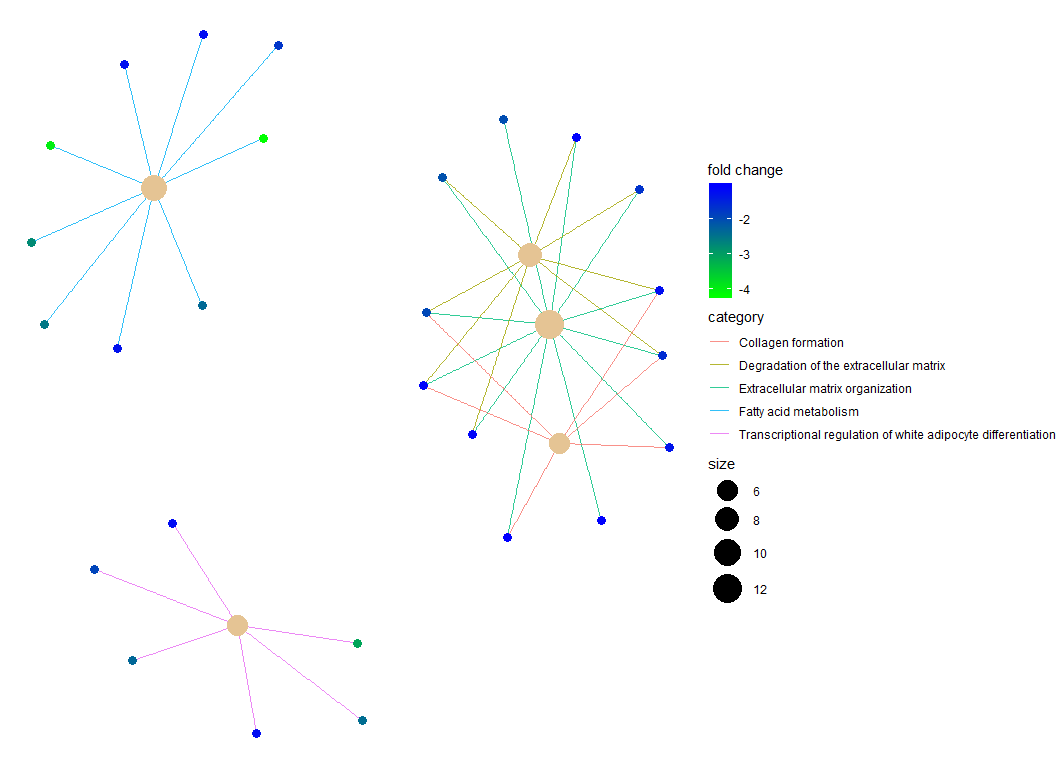 fold change
-2
-3
-4
category
Collagen formation
Degradation of the extracellular matrix
Extracellular matrix organization
Fatty acid metabolism
Transcriptional regulation of white adipocyte differentiation
size
6
8
10
12